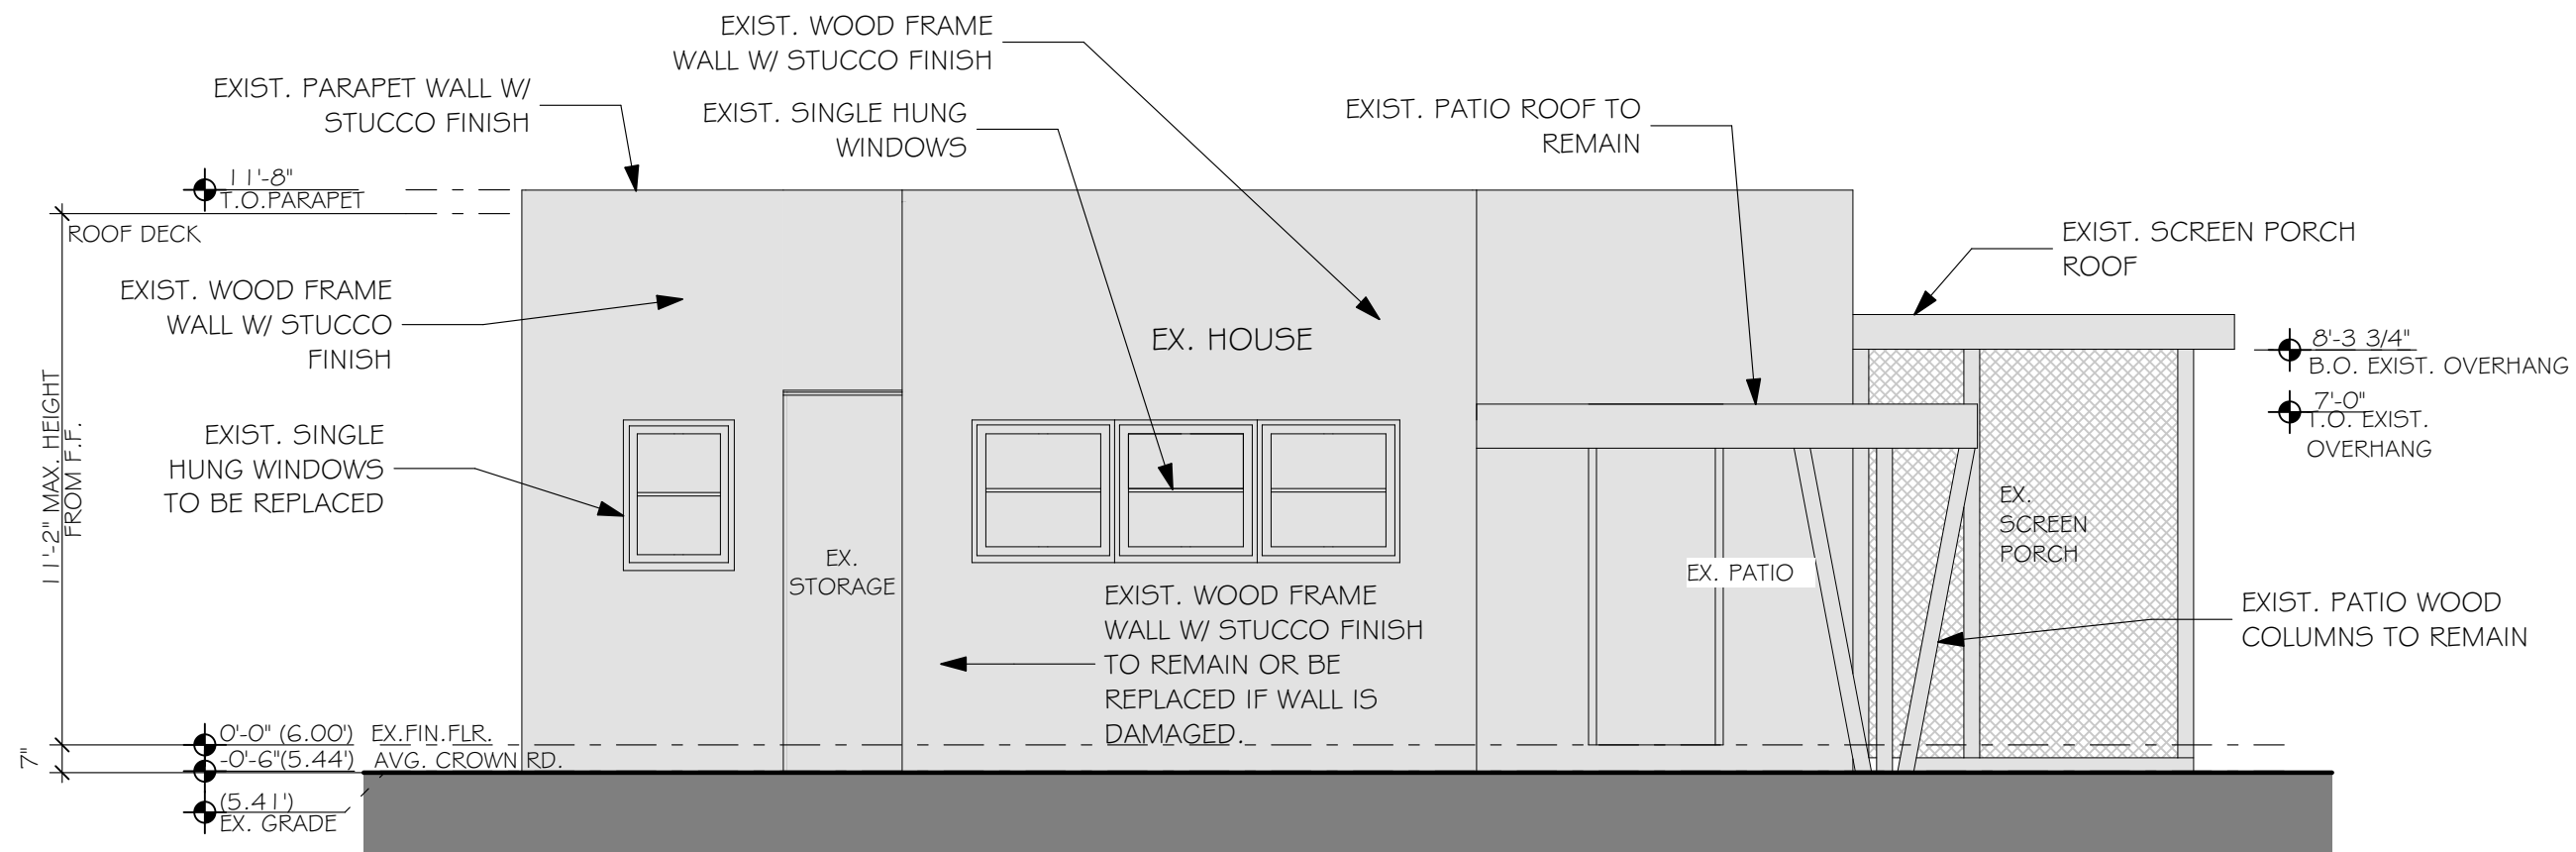 EXIST. WOOD FRAME
WALL W/ STUCCO FINISH
EXIST. PARAPET WALL W/
STUCCO FINISH
EXIST. SINGLE HUNG
WINDOWS
EXIST. PATIO ROOF TO
REMAIN
11'-8"
T.O.PARAPET
ROOF DECK
EXIST. SCREEN PORCH
ROOF
EXIST. WOOD FRAME
WALL W/ STUCCO
FINISH
EX. HOUSE
8'-3 3/4"
B.O. EXIST. OVERHANG
7'-0"
T.O. EXIST.
OVERHANG
11'-2" MAX. HEIGHT
FROM F.F.
EXIST. SINGLE
HUNG WINDOWS
TO BE REPLACED
EX.
SCREEN
PORCH
EX.
STORAGE
EX. PATIO
EXIST. WOOD FRAME
WALL W/ STUCCO FINISH
TO REMAIN OR BE
REPLACED IF WALL IS
DAMAGED.
EXIST. PATIO WOOD
COLUMNS TO REMAIN
0'-0" (6.00') EX.FIN.FLR.
-0'-6"(5.44') AVG. CROWN RD.
7"
(5.41')
EX. GRADE